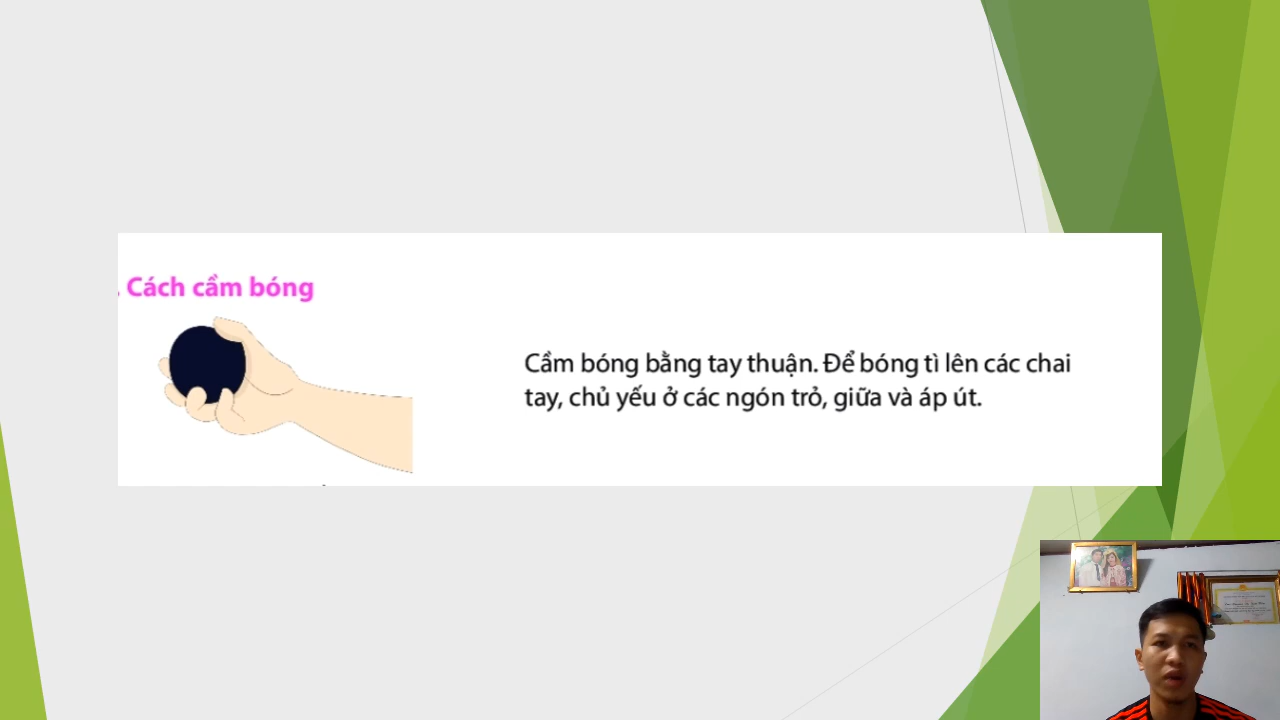 . Cách cầm bóng
Cầm bóng bằng tay thuận. Để bóng tì lên các chai
tay, chủ yếu ở các ngón trỏ, giữa và áp út.